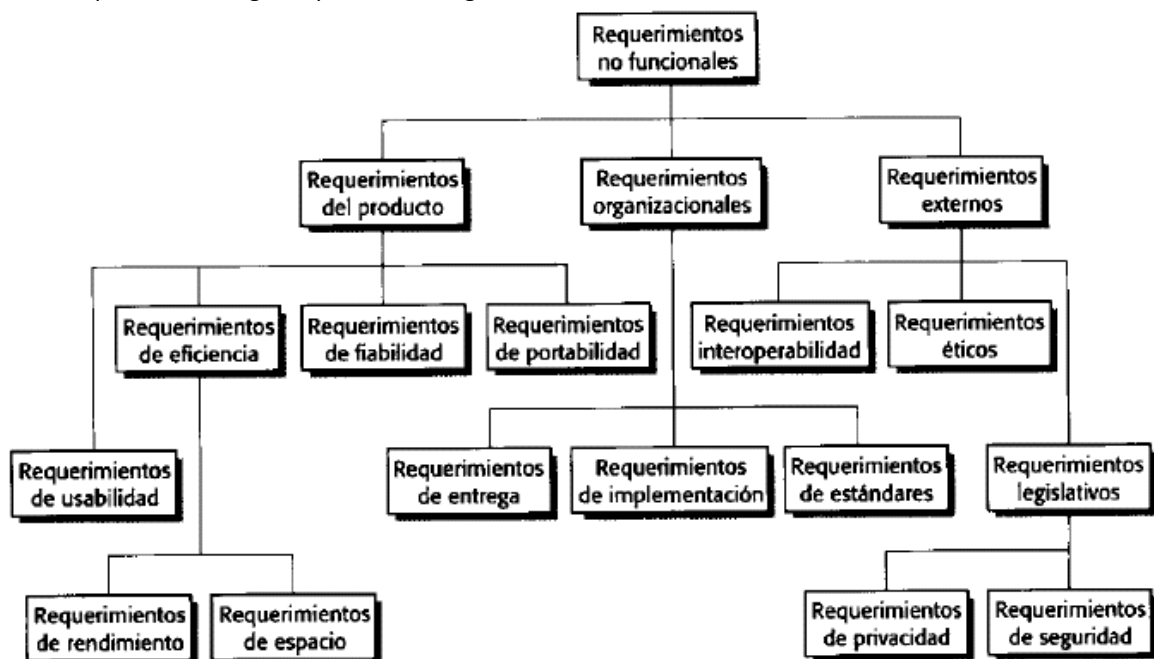 Requerimientos
no funcionales
Requerimientos
del producto
Requerimientos
organizacionales
Requerimientos
externos
Requerimientos
de eficiencia
Requerimientos
de fiabilidad
Requerimientos
de portabilidad
Requerimientos
interoperabilidad
Requerimientos
éticos
Requerimientos
de usabilidad
Requerimientos
de entrega
Requerimientos
de implementación
Requerimientos
de estándares
Requerimientos
legislativos
Requerimientos
de rendimiento
Requerimientos
de espacio
Requerimientos
de privacidad
Requerimientos
de seguridad